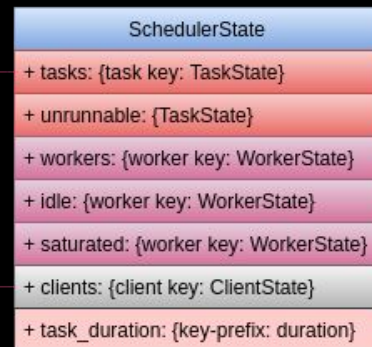 SchedulerState
+ tasks: {task key: TaskState}
+ unrunnable: {TaskState}
+ workers: {worker key: WorkerState}
+ idle: {worker key: WorkerState}
+ saturated: {worker key: WorkerState}
+ clients: {client key: ClientState}
+ task_duration: {key-prefix: duration}